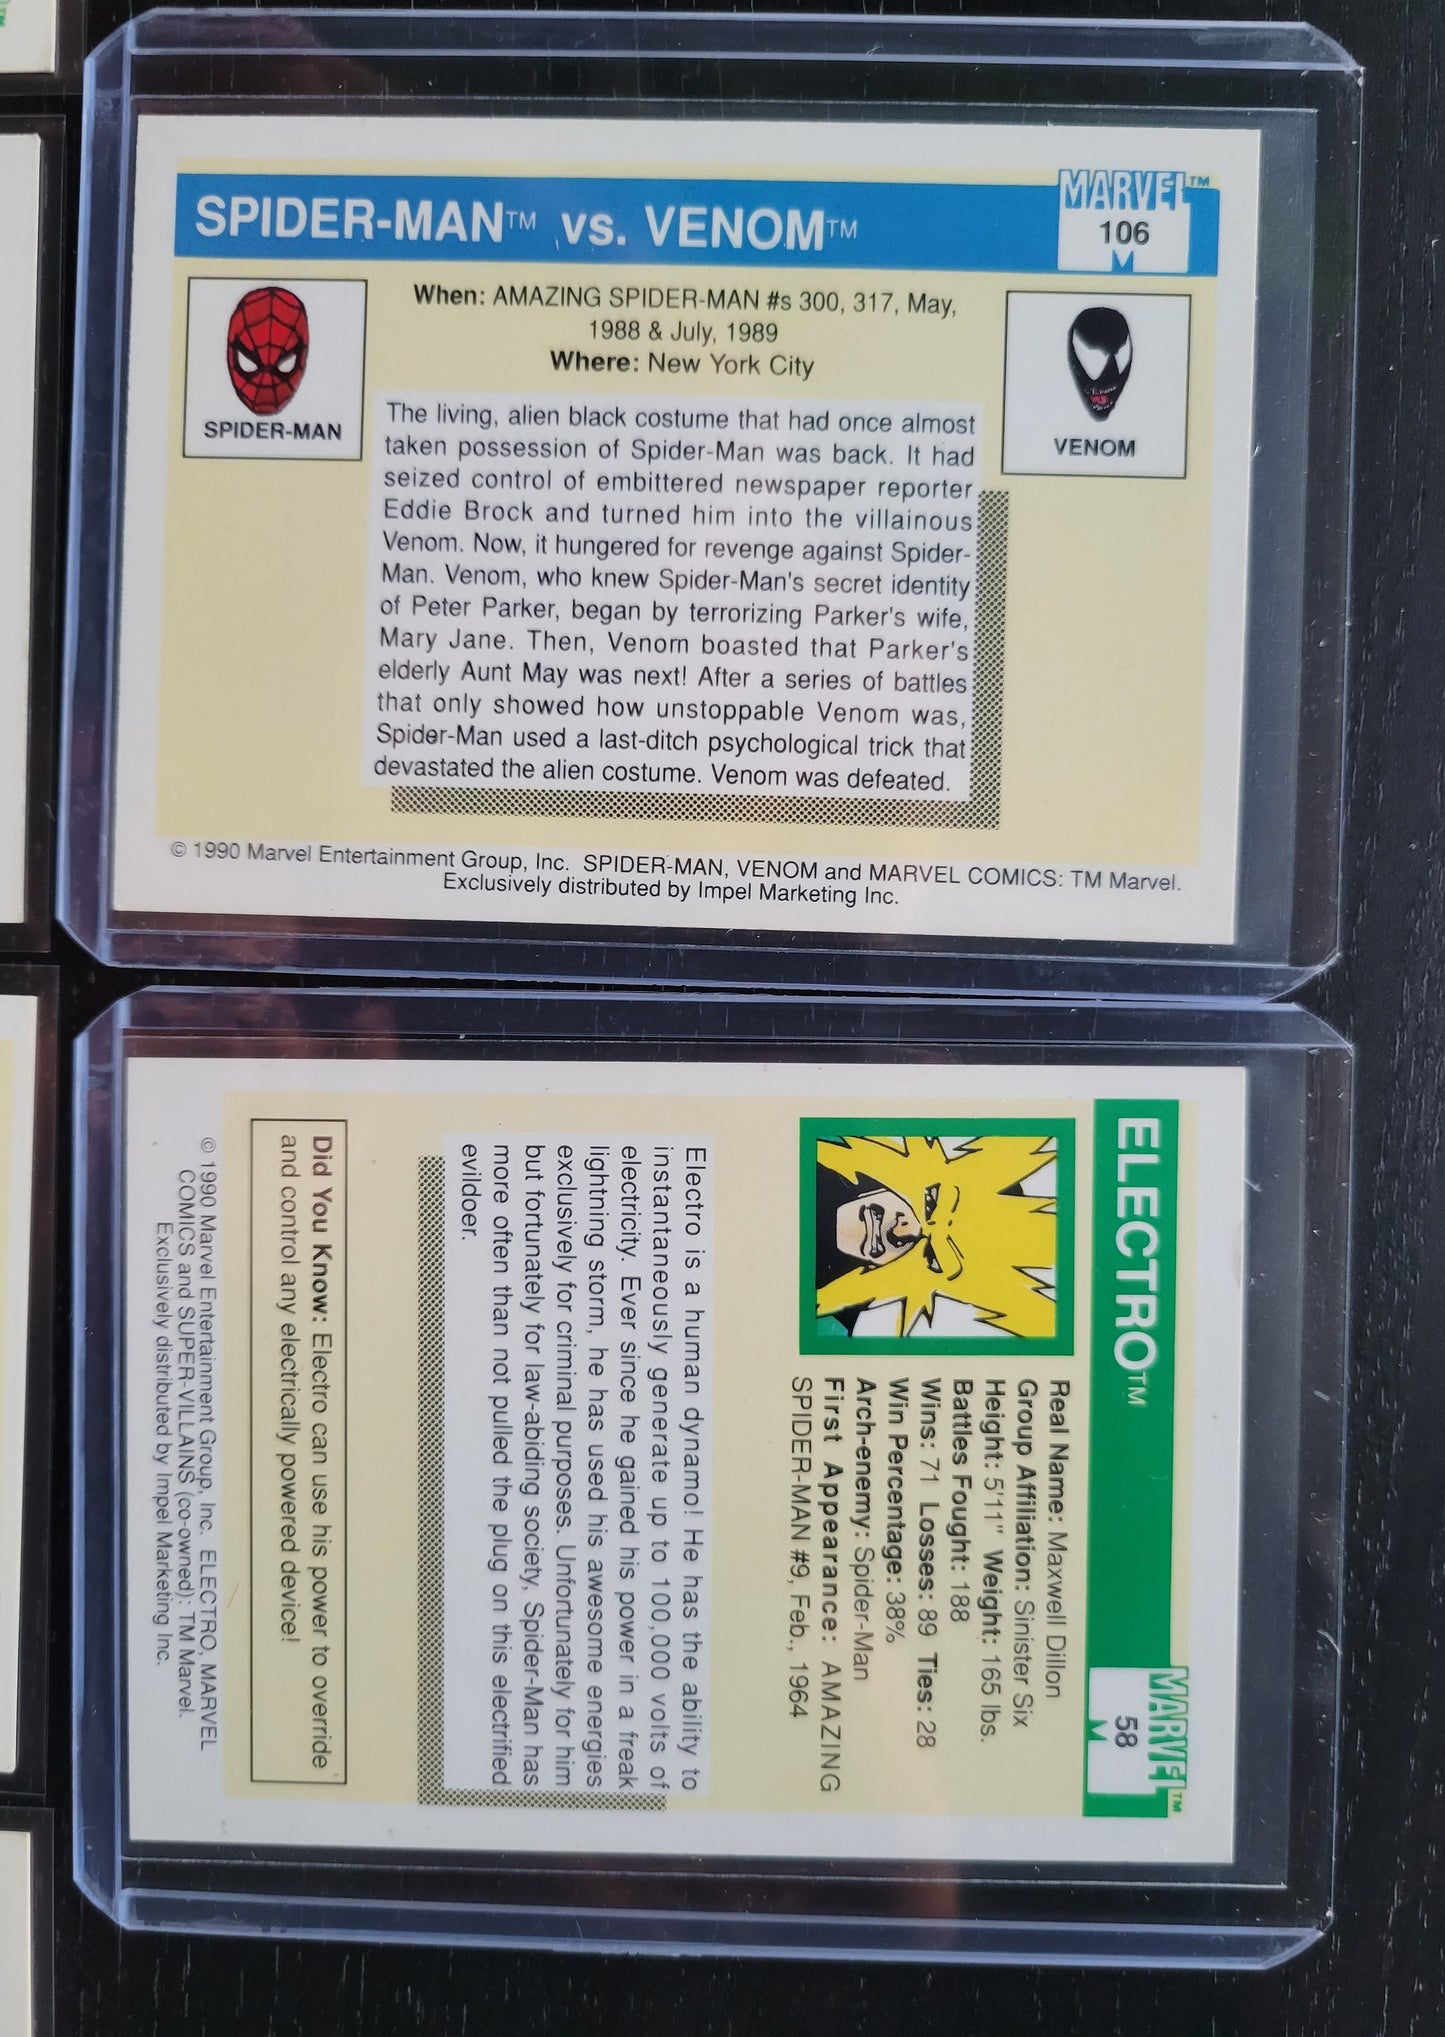 SPIDER-MAN™ vs. VENOM™
MARVEL™
106
SPIDER-MAN
When: AMAZING SPIDER-MAN #s 300, 317, May,
1988 & July, 1989
Where: New York City
VENOM
The living, alien black costume that had once almost
taken possession of Spider-Man was back. It had
seized control of embittered newspaper reporter
Eddie Brock and turned him into the villainous
Venom. Now, it hungered for revenge against Spider-
Man. Venom, who knew Spider-Man's secret identity
of Peter Parker, began by terrorizing Parker's wife,
Mary Jane. Then, Venom boasted that Parker's
elderly Aunt May was next! After a series of battles
that only showed how unstoppable Venom was,
Spider-Man used a last-ditch psychological trick that
devastated the alien costume. Venom was defeated.
© 1990 Marvel Entertainment Group, Inc. SPIDER-MAN, VENOM and MARVEL COMICS: TM Marvel.
Exclusively distributed by Impel Marketing Inc.
ELECTRO™
MARVEL™
58
Real Name: Maxwell Dillon
Group Affiliation: Sinister Six
Height: 5'11" Weight: 165 lbs.
Battles Fought: 188
Wins: 71 Losses: 89 Ties: 28
Win Percentage: 38%
Arch-enemy: Spider-Man
First Appearance: AMAZING
SPIDER-MAN #9, Feb., 1964
Electro is a human dynamo! He has the ability to
instantaneously generate up to 100,000 volts of
electricity. Ever since he gained his power in a freak
lightning storm, he has used his awesome energies
exclusively for criminal purposes. Unfortunately for him
but fortunately for law-abiding society, Spider-Man has
more often than not pulled the plug on this electrified
evildoer.
Did You Know: Electro can use his power to override
and control any electrically powered device!
© 1990 Marvel Entertainment Group, Inc. ELECTRO, MARVEL
COMICS and SUPER-VILLAINS (co-owned): TM Marvel.
Exclusively distributed by Impel Marketing Inc.